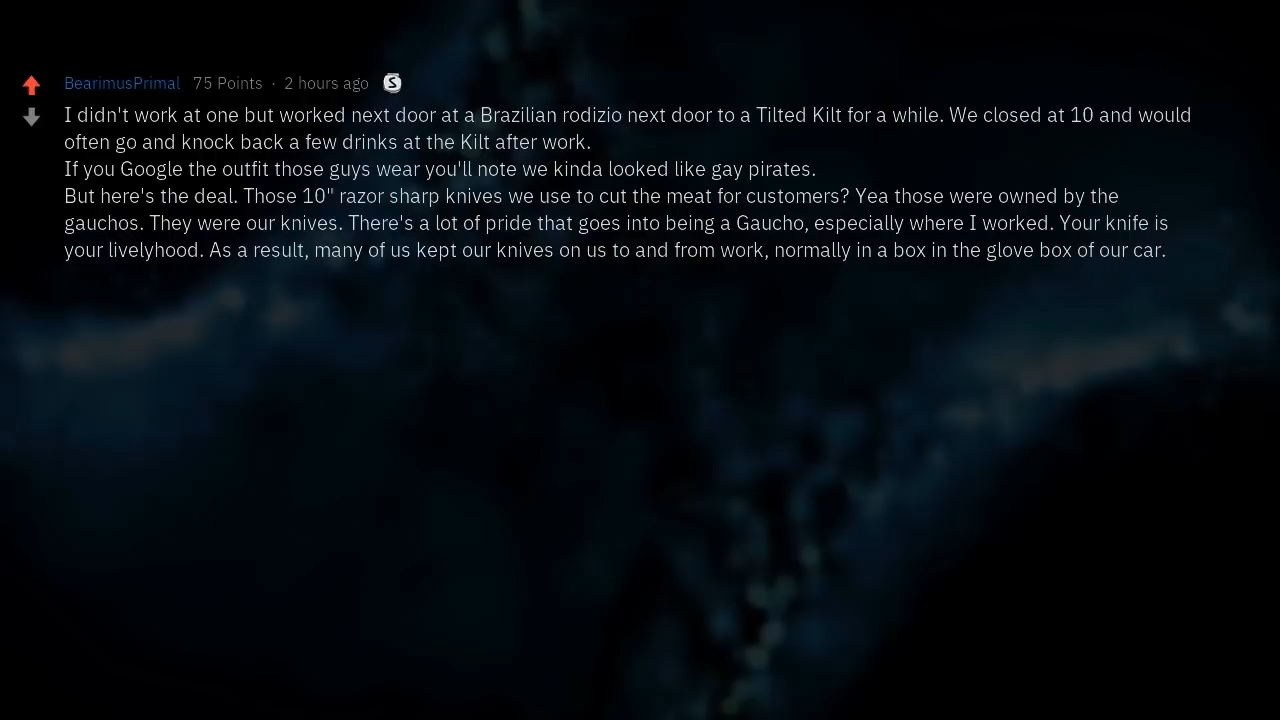 BearimusPrimal 75 Points · 2 hours ago S
I didn't work at one but worked next door at a Brazilian rodizio next door to a Tilted Kilt for a while. We closed at 10 and would
often go and knock back a few drinks at the Kilt after work.
If you Google the outfit those guys wear you'll note we kinda looked like gay pirates.
But here's the deal. Those 10" razor sharp knives we use to cut the meat for customers? Yea those were owned by the
gauchos. They were our knives. There's a lot of pride that goes into being a Gaucho, especially where I worked. Your knife is
your livelyhood. As a result, many of us kept our knives on us to and from work, normally in a box in the glove box of our car.